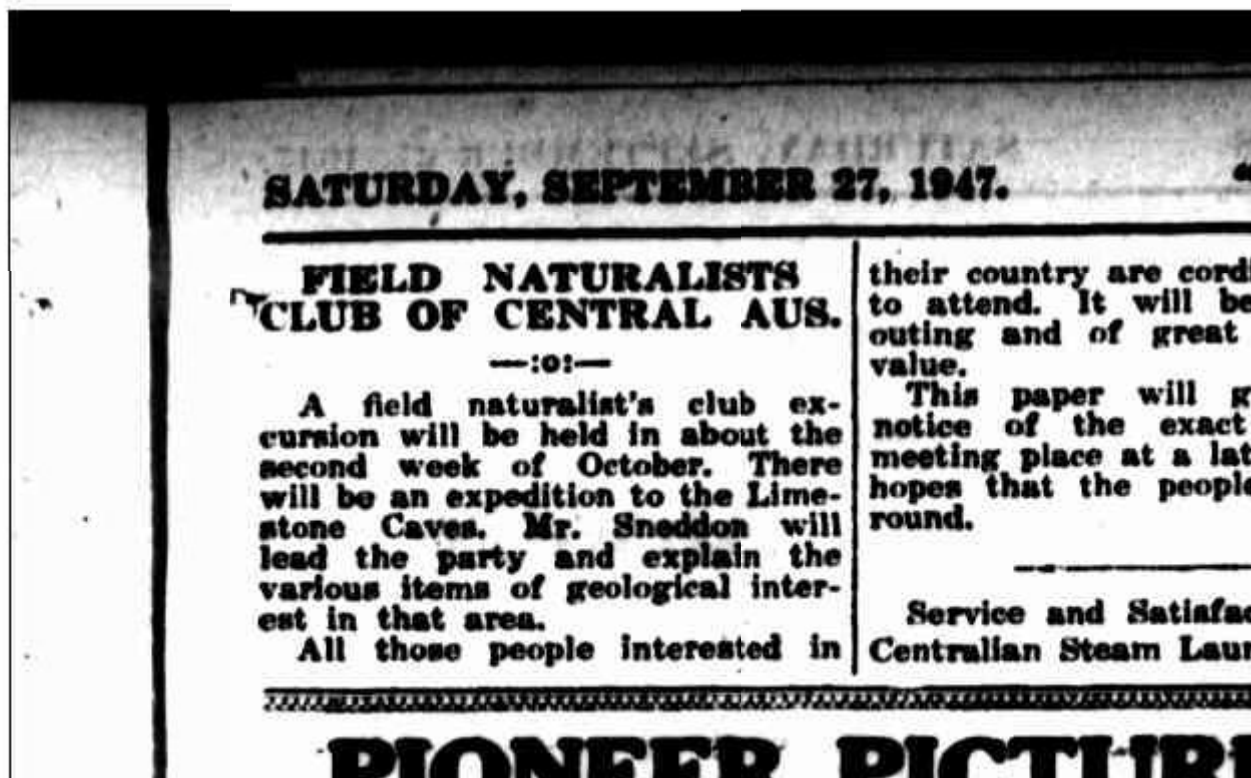 SATURDAY, SEPTEMBER 27, 1947.
FIELD NATURALISTS
CLUB OF CENTRAL AUS.
—:o:—
A field naturalist's club ex-
cursion will be held in about the
second week of October. There
will be an expedition to the Lime-
stone Caves. Mr. Sneddon will
lead the party and explain the
various items of geological inter-
est in that area.
All those people interested in
their country are cordi
to attend. It will be
outing and of great
value.
This paper will g
notice of the exact
meeting place at a lat
hopes that the people
round.
Service and Satisfac
Centralian Steam Laun
PIONEER PICTURE